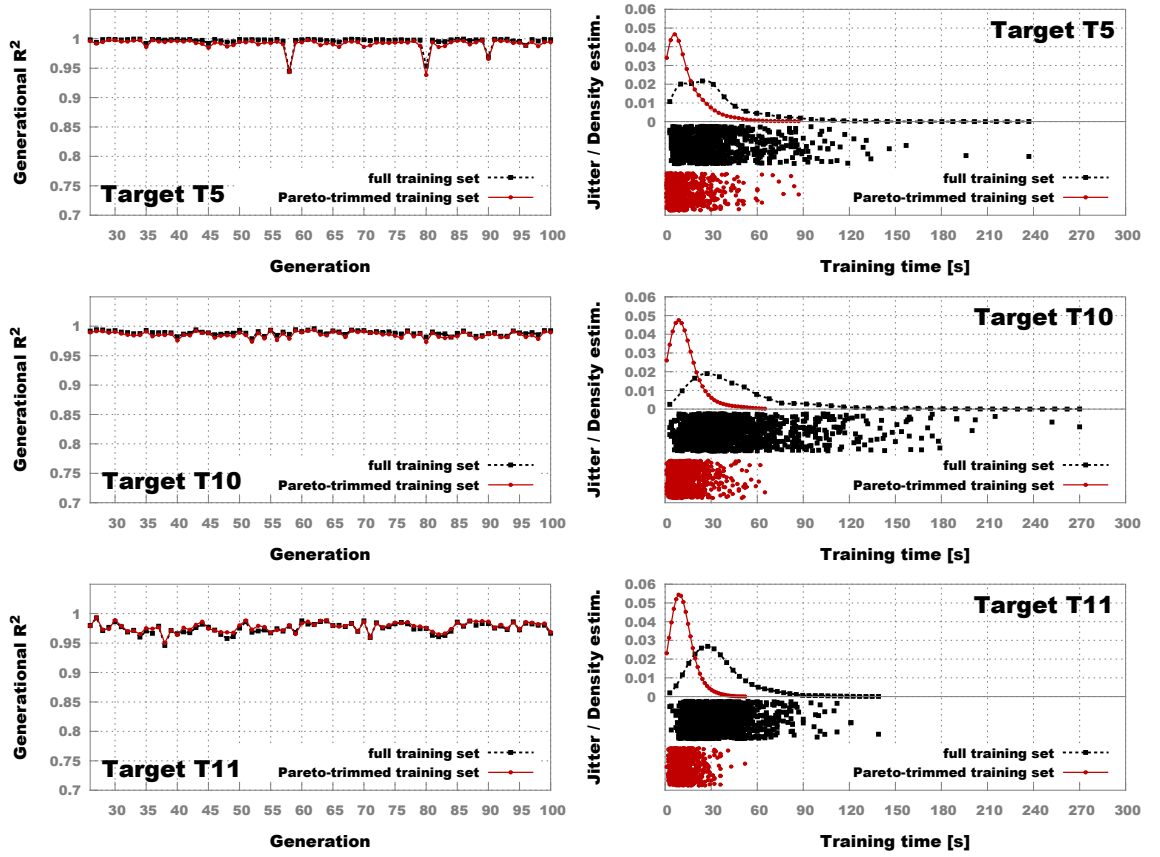 Generational R²
1
0.95
0.9
0.85
0.8
0.75
0.7
full training set
Pareto-trimmed training set
Target T5
30 35 40 45 50 55 60 65 70 75 80 85 90 95 100
Generation
Jitter / Density estim.
0.06
0.05
0.04
0.03
0.02
0.01
0
Target T5
full training set
Pareto-trimmed training set
0 30 60 90 120 150 180 210 240 270 300
Training time [s]
Generational R²
1
0.95
0.9
0.85
0.8
0.75
0.7
full training set
Pareto-trimmed training set
Target T10
30 35 40 45 50 55 60 65 70 75 80 85 90 95 100
Generation
Jitter / Density estim.
0.06
0.05
0.04
0.03
0.02
0.01
0
Target T10
full training set
Pareto-trimmed training set
0 30 60 90 120 150 180 210 240 270 300
Training time [s]
Generational R²
1
0.95
0.9
0.85
0.8
0.75
0.7
full training set
Pareto-trimmed training set
Target T11
30 35 40 45 50 55 60 65 70 75 80 85 90 95 100
Generation
Jitter / Density estim.
0.06
0.05
0.04
0.03
0.02
0.01
0
Target T11
full training set
Pareto-trimmed training set
0 30 60 90 120 150 180 210 240 270 300
Training time [s]